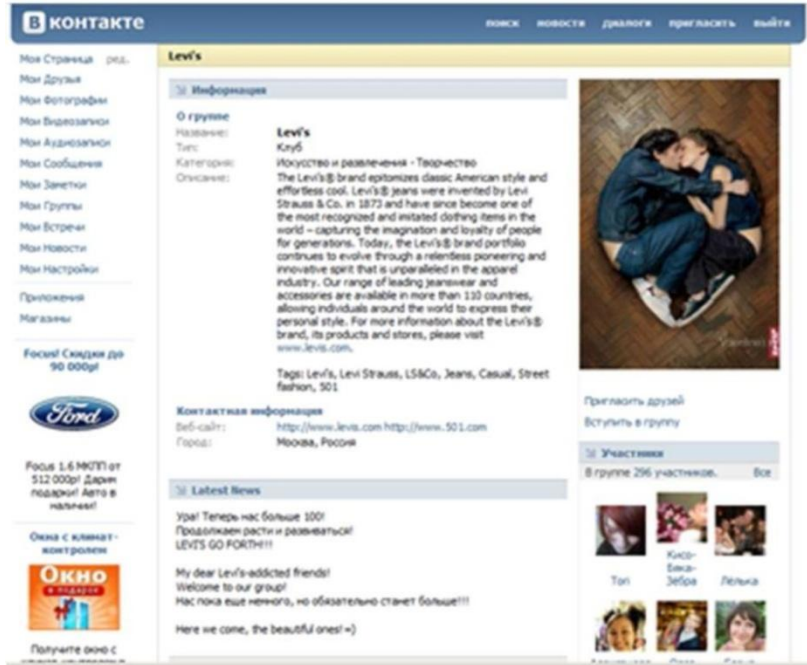 В контакте
поиск новости диалоги пригласить выйти
Моя Страница ред.
Мои Друзья
Мои Фотографии
Мои Видеозаписи
Мои Аудиозаписи
Мои Сообщения
Мои Заметки
Мои Группы
Мои Встречи
Мои Новости
Мои Настройки
Приложения
Магазины
Focus! Скидки до
90 000р!
Ford
Focus 1.6 МКПП от
512 000р! Дарим
подарки! Авто в
наличии!
Окна с климат-
контролем
Окно
в подарок
Получите окно с
Levi's
Информация
О группе
Название: Levi's
Тип: Клуб
Категория: Искусство и развлечения - Творчество
Описание: The Levi's® brand epitomizes classic American style and
effortless cool. Levi's® jeans were invented by Levi
Strauss & Co. in 1873 and have since become one of
the most recognized and imitated clothing items in the
world – capturing the imagination and loyalty of people
for generations. Today, the Levi's® brand portfolio
continues to evolve through a relentless pioneering and
innovative spirit that is unparalleled in the apparel
industry. Our range of leading jeanswear and
accessories are available in more than 110 countries,
allowing individuals around the world to express their
personal style. For more information about the Levi's®
brand, its products and stores, please visit
www.levis.com.
Tags: Levi's, Levi Strauss, LS&Co, Jeans, Casual, Street
fashion, 501
Контактная информация
Веб-сайт: http://www.levis.com http://www.501.com
Город: Москва, Россия
Latest News
Ура! Теперь нас больше 100!
Продолжаем расти и развиваться!
LEVI'S GO FORTH!!!
My dear Levi's-addicted friends!
Welcome to our group!
Нас пока еще немного, но обязательно станет больше!!!
Here we come, the beautiful ones! =)
Пригласить друзей
Вступить в группу
Участники
В группе 296 участников. Все
Топ
Кисо-
Бяка-
Зебра
Лелька